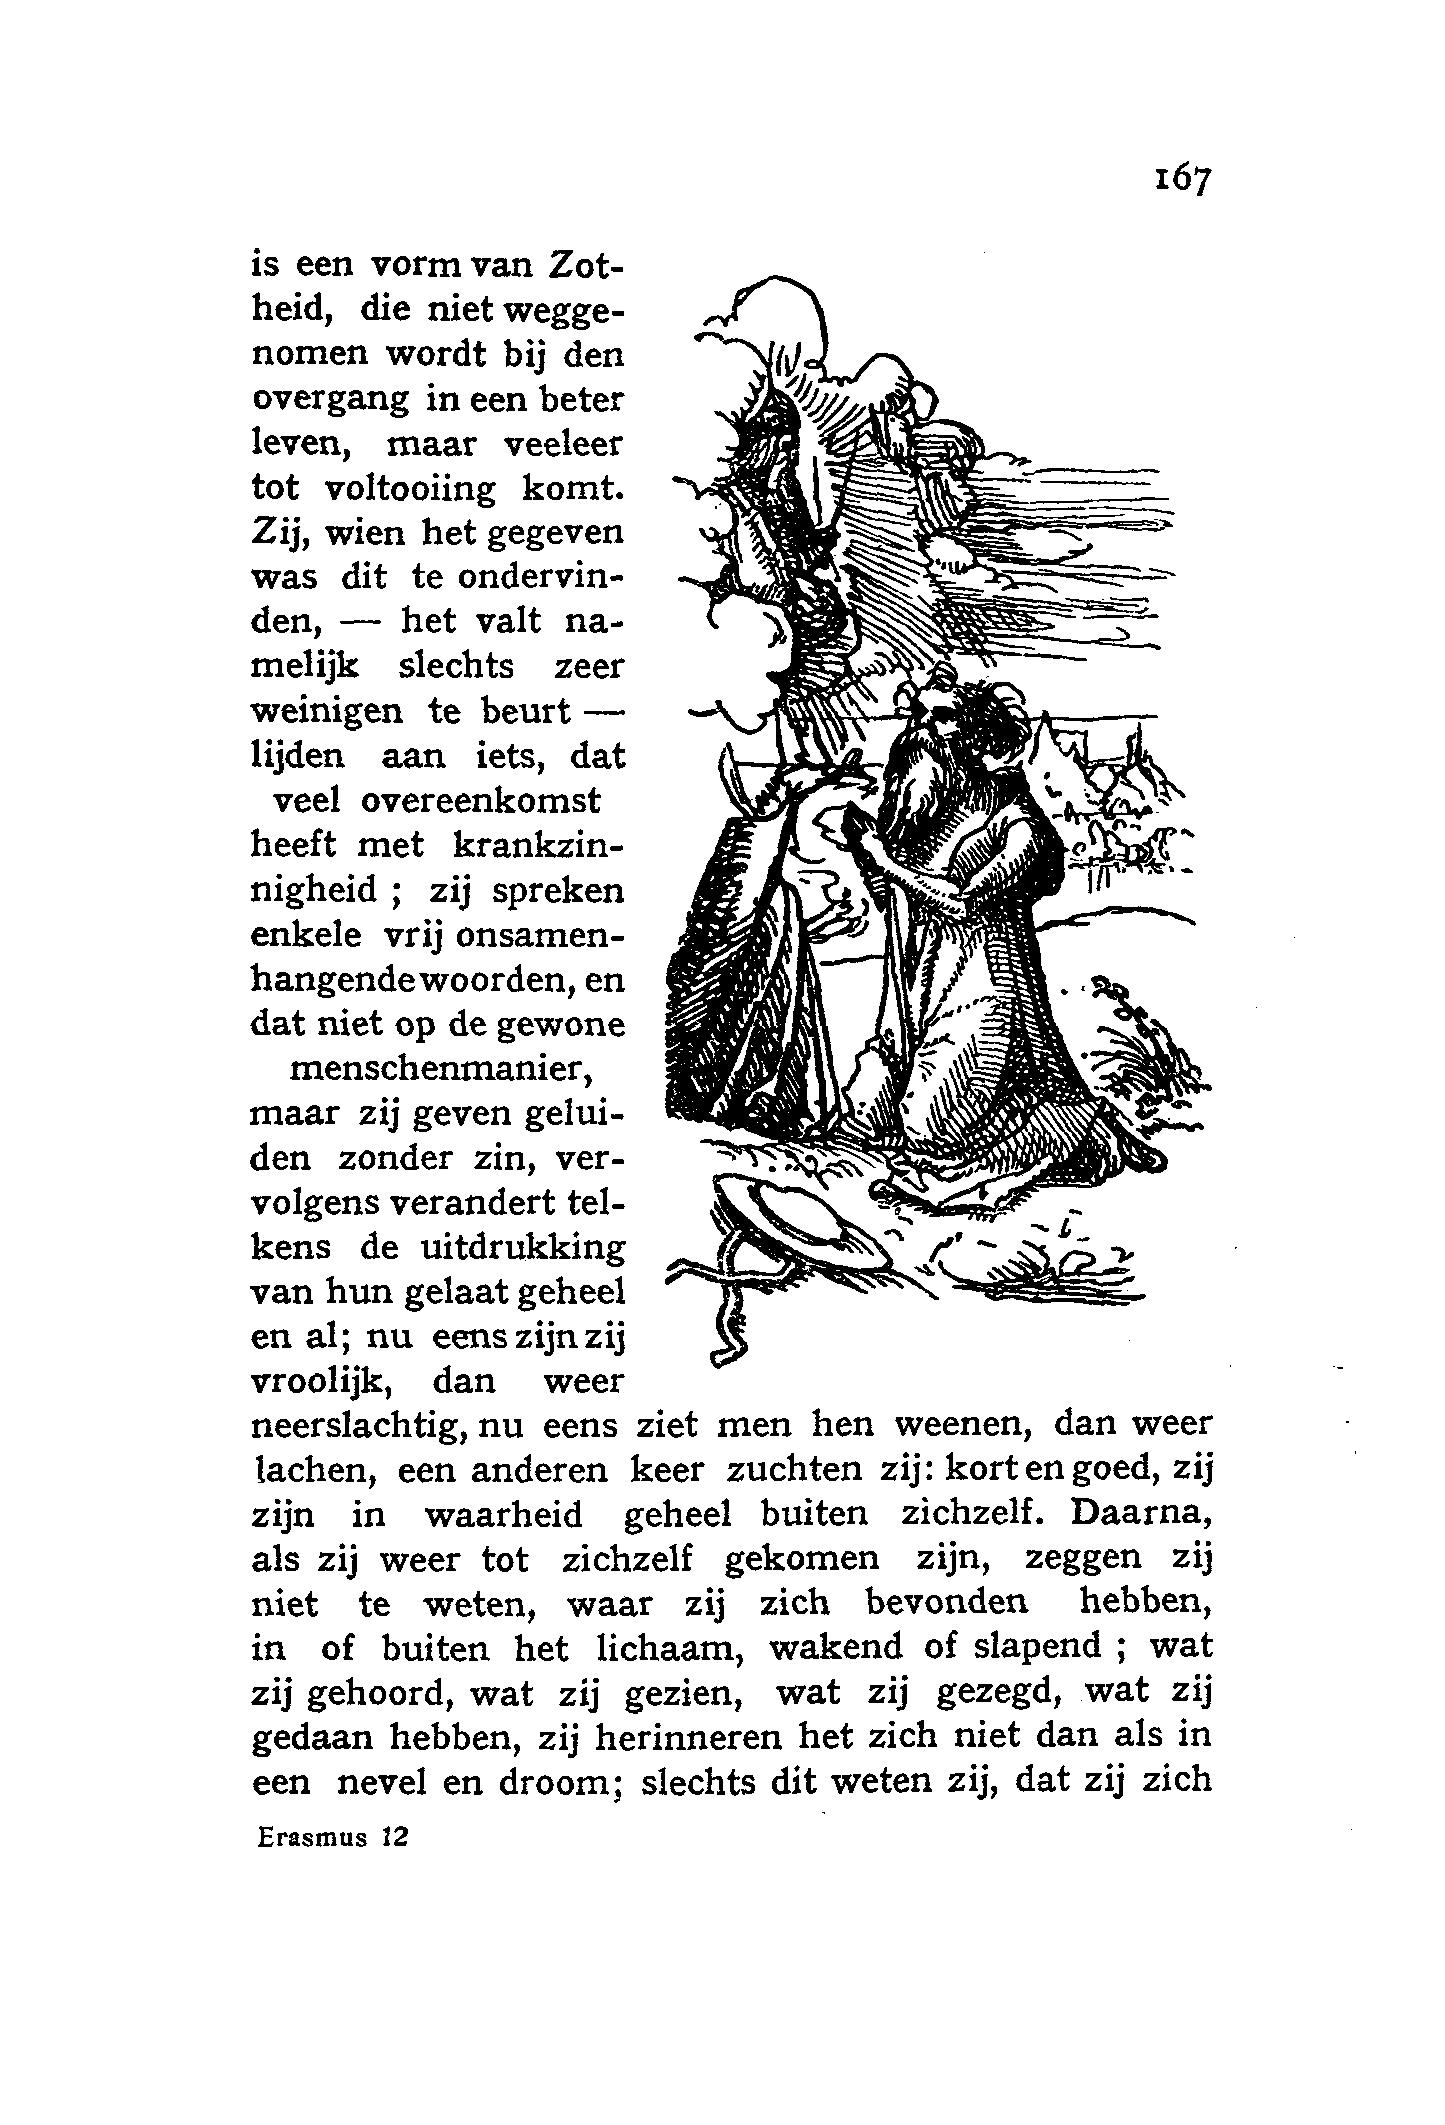 167
is een vorm van Zot-
heid, die niet wegge-
nomen wordt bij den
overgang in een beter
leven, maar veeleer
tot voltooiing komt.
Zij, wien het gegeven
was dit te ondervin-
den, — het valt na-
melijk slechts zeer
weinigen te beurt —
lijden aan iets, dat
veel overeenkomst
heeft met krankzin-
nigheid ; zij spreken
enkele vrij onsamen-
hangende woorden, en
dat niet op de gewone
menschenmanier,
maar zij geven gelui-
den zonder zin, ver-
volgens verandert tel-
kens de uitdrukking
van hun gelaat geheel
en al; nu eens zijn zij
vroolijk, dan weer
neerslachtig, nu eens ziet men hen weenen, dan weer
lachen, een anderen keer zuchten zij: kort en goed, zij
zijn in waarheid geheel buiten zichzelf. Daarna,
als zij weer tot zichzelf gekomen zijn, zeggen zij
niet te weten, waar zij zich bevonden hebben,
in of buiten het lichaam, wakend of slapend ; wat
zij gehoord, wat zij gezien, wat zij gezegd, wat zij
gedaan hebben, zij herinneren het zich niet dan als in
een nevel en droom; slechts dit weten zij, dat zij zich
Erasmus 12